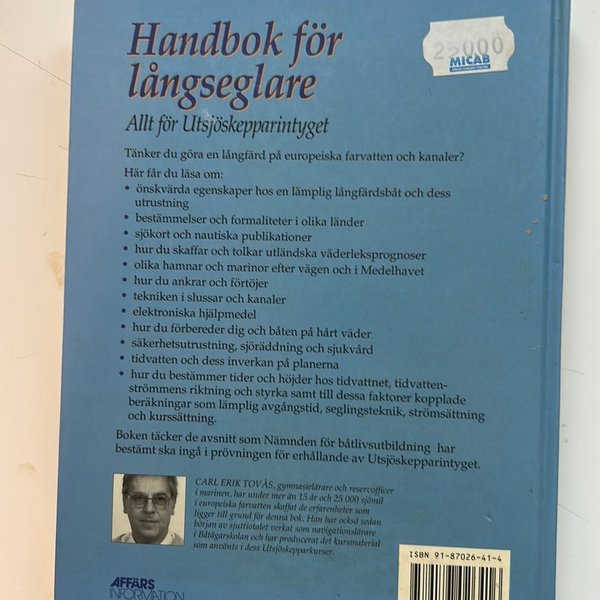 Handbok för
långseglare
Allt för Utsjöskepparintyget
25000
MICAB
Tänker du göra en långfärd på europeiska farvatten och kanaler?
Här får du läsa om:
• önskvärda egenskaper hos en lämplig långfärdsbåt och dess
utrustning
• bestämmelser och formaliteter i olika länder
• sjökort och nautiska publikationer
• hur du skaffar och tolkar utländska väderleksprognoser
• olika hamnar och marinor efter vägen och i Medelhavet
• hur du ankrar och förtöjer
• tekniken i slussar och kanaler
• elektroniska hjälpmedel
• hur du förbereder dig och båten på hårt väder
• säkerhetsutrustning, sjöräddning och sjukvård
• tidvatten och dess inverkan på planerna
• hur du bestämmer tider och höjder hos tidvattnet, tidvatten-
strömmens riktning och styrka samt till dessa faktorer kopplade
beräkningar som lämplig avgångstid, seglingsteknik, strömsättning
och kurssättning.
Boken täcker de avsnitt som Nämnden för båtlivsutbildning har
bestämt ska ingå i prövningen för erhållande av Utsjöskepparintyget.
CARL ERIK TOVÅS, gymnasielärare och reservofficer
i marinen, har under mer än 15 år och 25 000 sjömil
i europeiska farvatten skaffat de erfarenheter som
ligger till grund för denna bok. Han har också sedan
början av sjuttiotalet verkat som navigationslärare
i Båtägarskolan och har producerat det kursmaterial
som använts i dess Utsjöskepparkurser.
AFFÄRS
INFORMATION
ISBN 91-87026-41-4